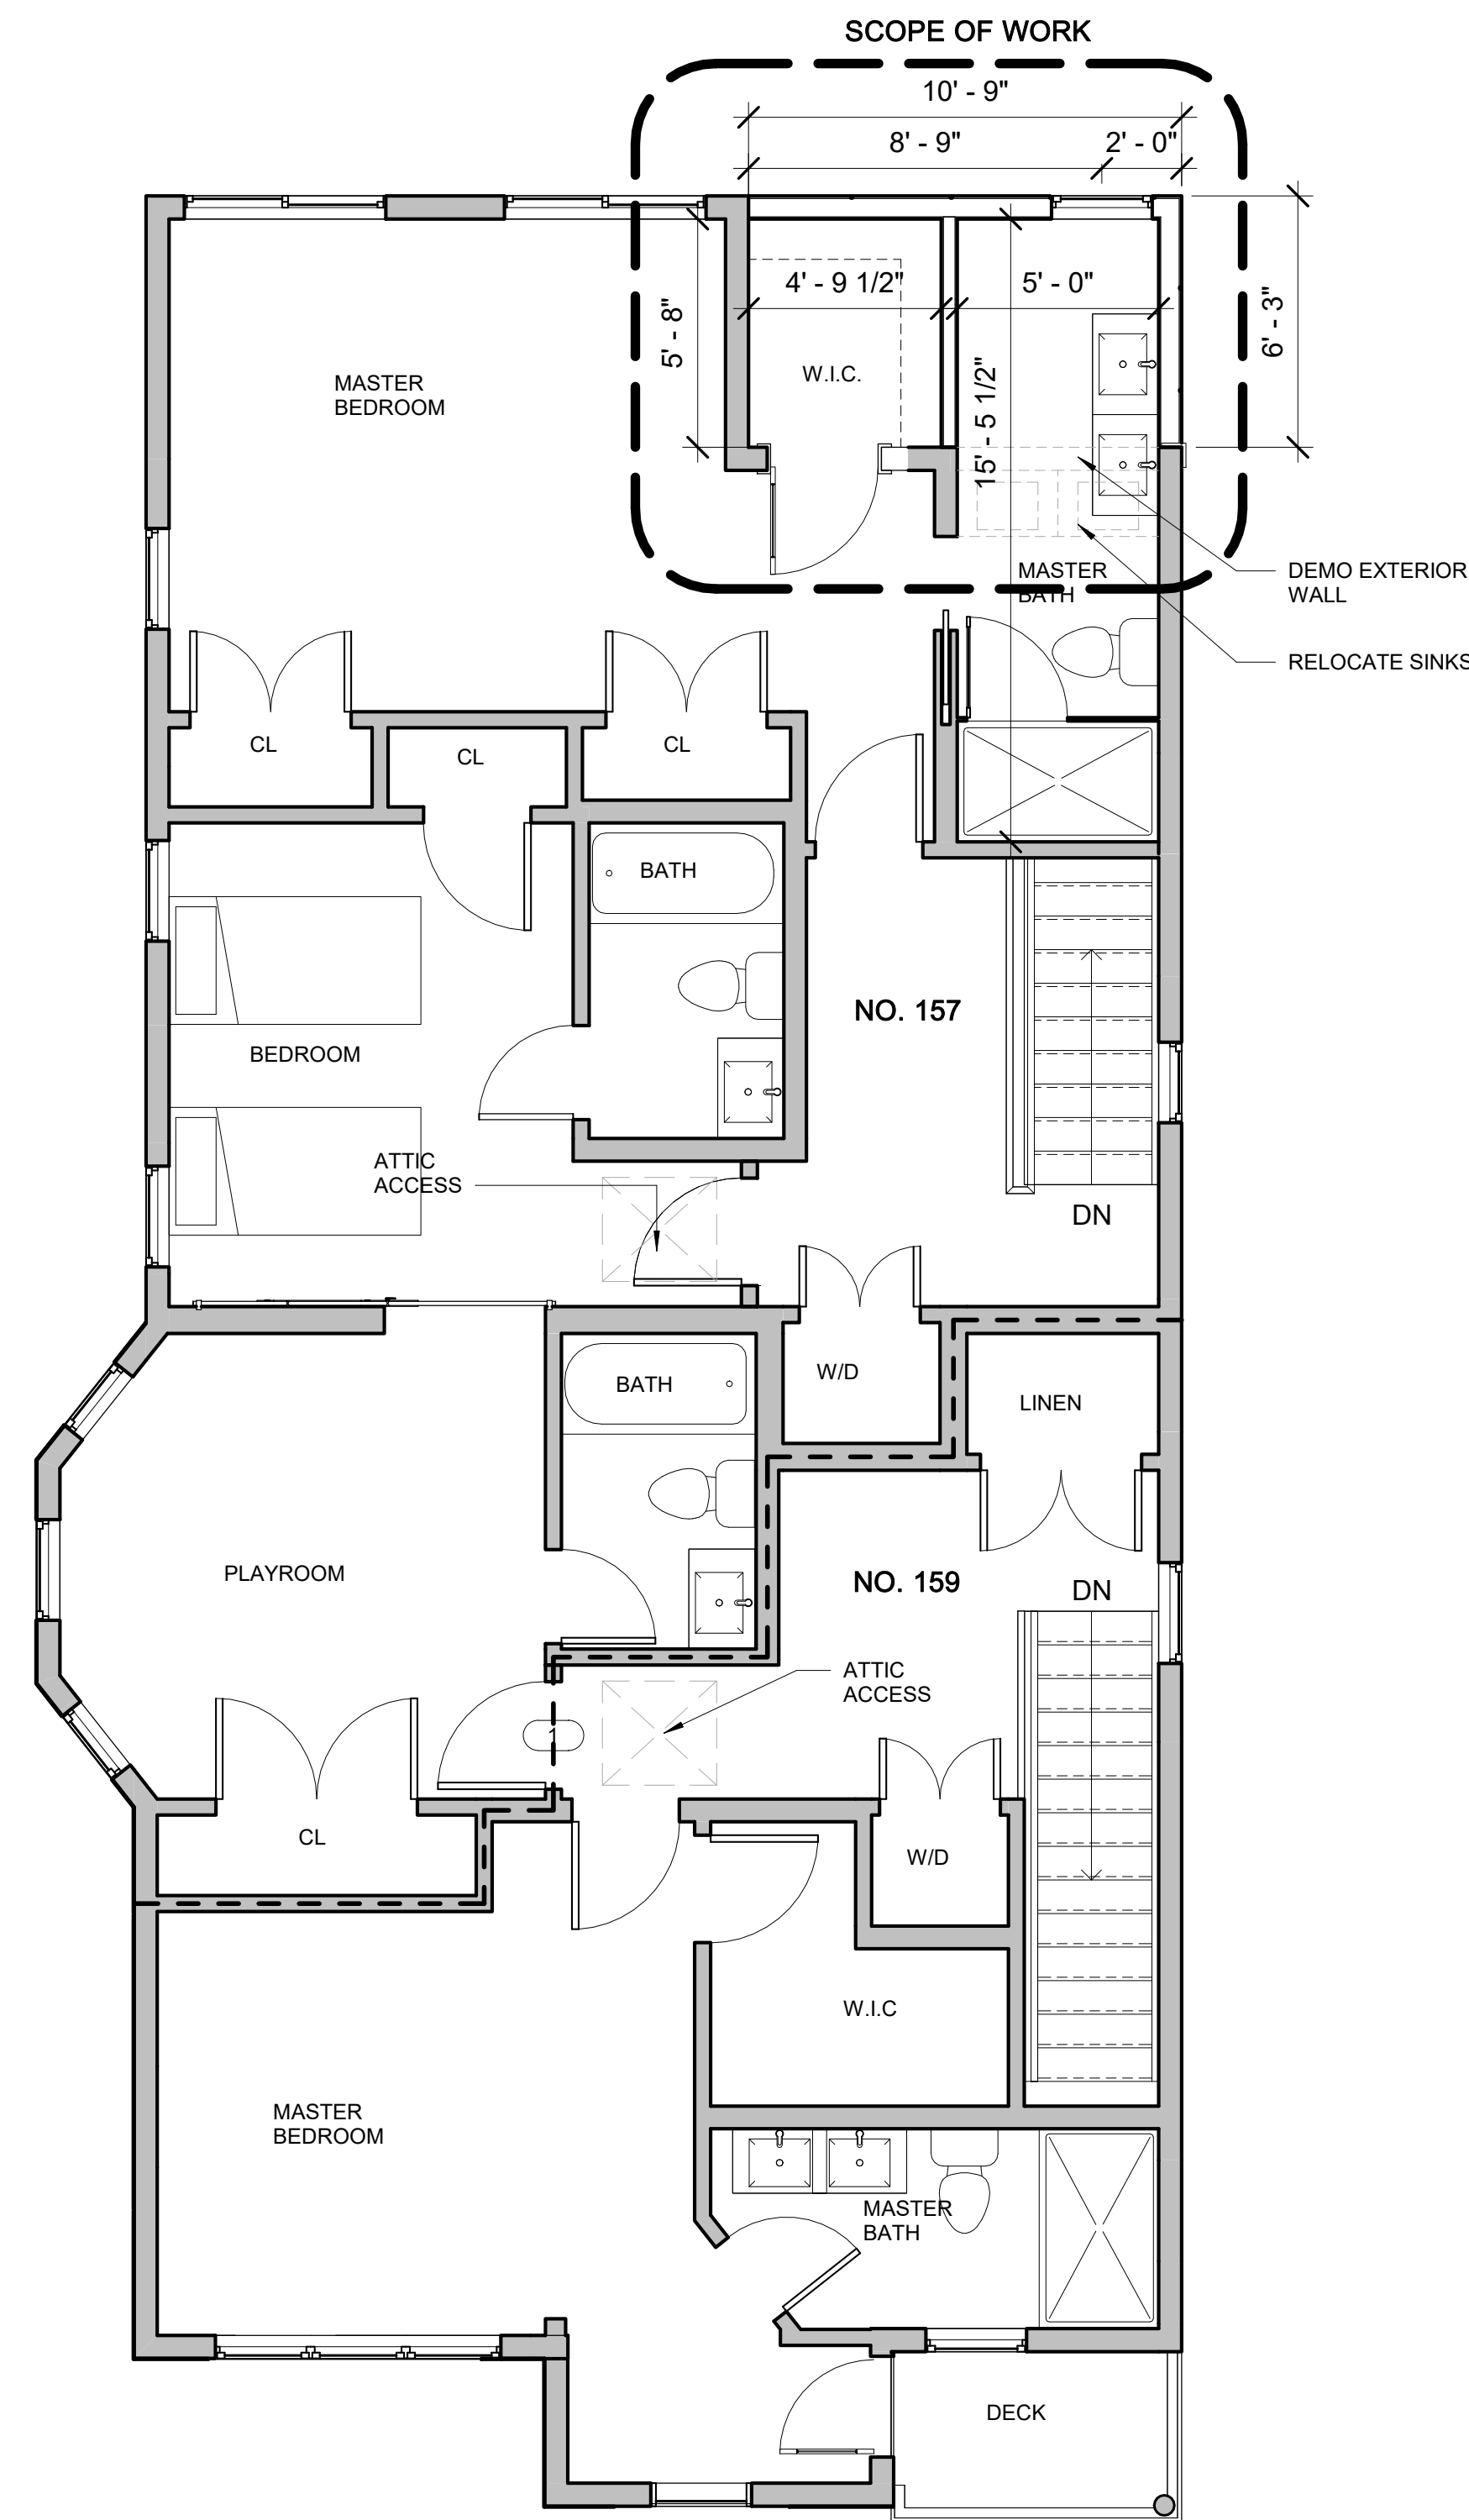 SCOPE OF WORK
10' - 9"
8' - 9"
2' - 0"
4' - 9 1/2"
5' - 0"
5' - 8"
6' - 3"
W.I.C.
15' - 5 1/2"
MASTER
BEDROOM
MASTER
BATH
DEMO EXTERIOR
WALL
RELOCATE SINKS
CL
CL
CL
BATH
NO. 157
BEDROOM
ATTIC
ACCESS
DN
BATH
W/D
LINEN
PLAYROOM
NO. 159
DN
ATTIC
ACCESS
1
CL
W/D
W.I.C
MASTER
BEDROOM
MASTER
BATH
DECK